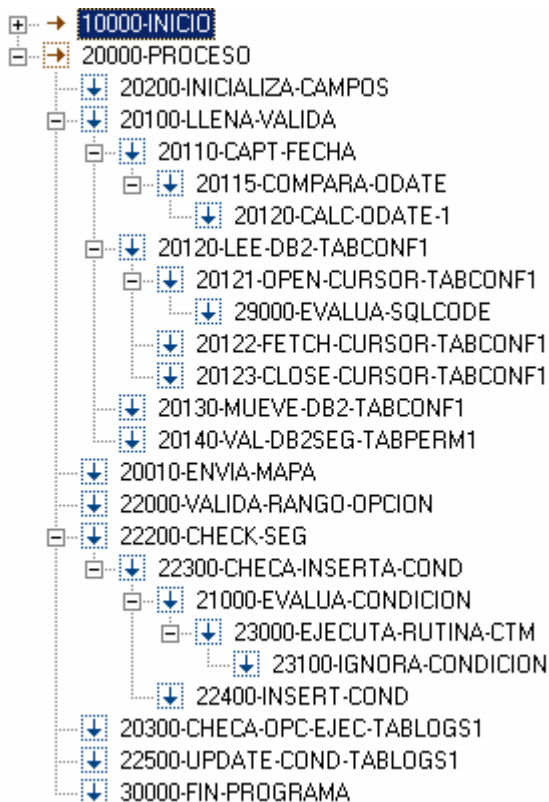 10000-INICIO
20000-PROCESO
20200-INICIALIZA-CAMPOS
20100-LLENA-VALIDA
20110-CAPT-FECHA
20115-COMPARA-ODATE
20120-CALC-ODATE-1
20120-LEE-DB2-TABCONF1
20121-OPEN-CURSOR-TABCONF1
29000-EVALUA-SQLCODE
20122-FETCH-CURSOR-TABCONF1
20123-CLOSE-CURSOR-TABCONF1
20130-MUEVE-DB2-TABCONF1
20140-VAL-DB2SEG-TABPERM1
20010-ENVIA-MAPA
22000-VALIDA-RANGO-OPCION
22200-CHECK-SEG
22300-CHECA-INSERTA-COND
21000-EVALUA-CONDICION
23000-EJECUTA-RUTINA-CTM
23100-IGNORA-CONDICION
22400-INSERT-COND
20300-CHECA-OPC-EJEC-TABLOGS1
22500-UPDATE-COND-TABLOGS1
30000-FIN-PROGRAMA